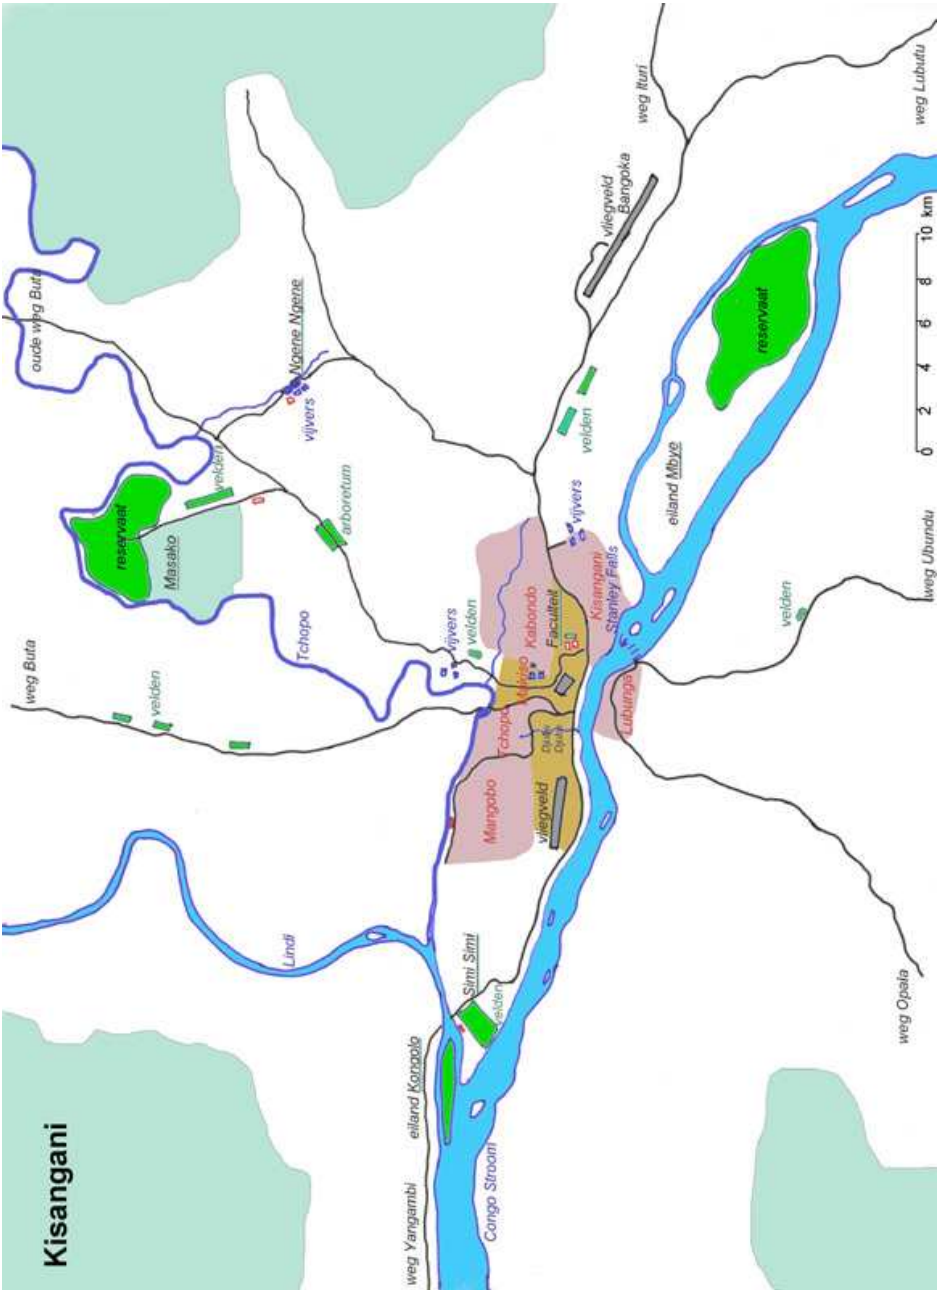 Kisangani
weg Buta
oude weg Buta
velden
reservaat
Masako
velden
Lindi
Tchopo
Ngene Ngene
vijvers
arboretum
weg Yangambi
eiland Kongolo
vijvers
velden
Simi Simi
Congo Stroom
velden
Mangobo
Tchopo
Makiso
Kabondo
vliegveld
Faculteit
vijvers
velden
Kisangani
Stanley Falls
vliegveld
Bangoka
Lubunga
weg Ituri
eiland Mbye
reservaat
velden
weg Opala
weg Ubundu
weg Lubutu
0 2 4 6 8 10 km